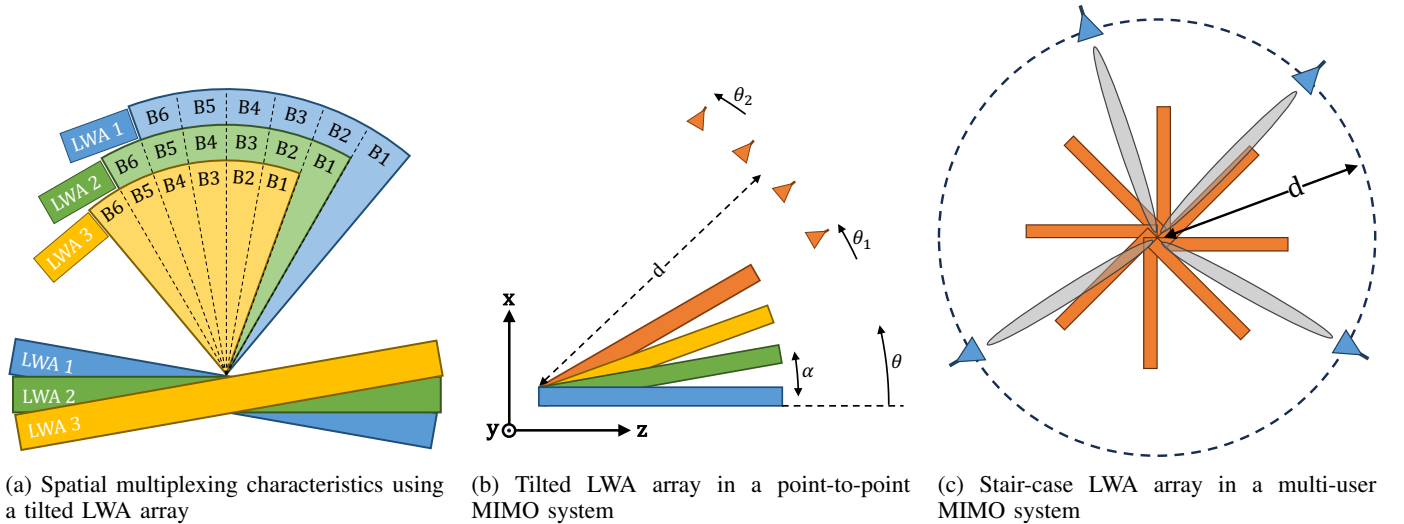 LWA 1
B6
B5
B4
B3
B2
B1
LWA 2
B6
B5
B4
B3
B2
B1
LWA 3
B6
B5
B4
B3
B2
B1
LWA 1
LWA 2
LWA 3
(a) Spatial multiplexing characteristics using
a tilted LWA array
θ₂
θ₁
d
x
α
θ
y
z
(b) Tilted LWA array in a point-to-point
MIMO system
d
(c) Stair-case LWA array in a multi-user
MIMO system